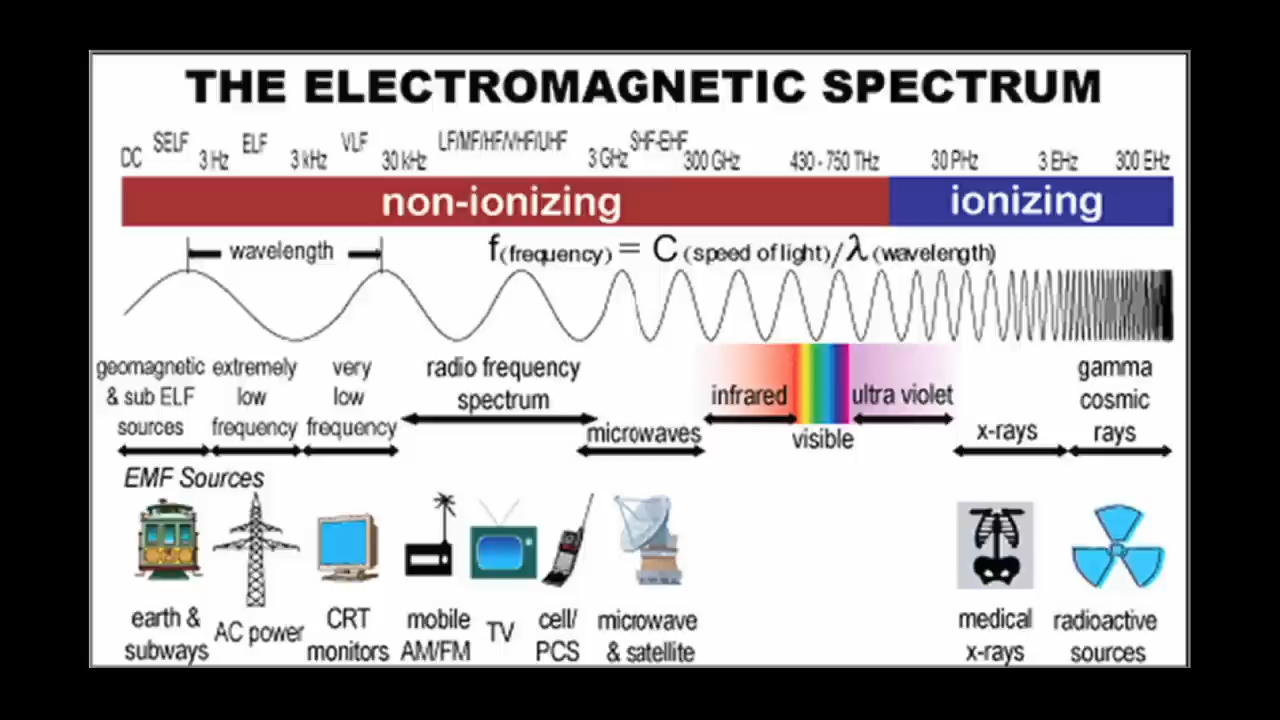 THE ELECTROMAGNETIC SPECTRUM
SELF ELF VLF LF/MF/HF/VHF/UHF SHF-EHF
DC 3 Hz 3 kHz 30 kHz 3 GHz 300 GHz 430 - 750 THz 30 PHz 3 EHz 300 EHz
non-ionizing ionizing
wavelength f(frequency) = C (speed of light)/λ (wavelength)
geomagnetic
& sub ELF
sources
extremely
low
frequency
very
low
frequency
radio frequency
spectrum
microwaves
infrared
visible
ultra violet
x-rays
gamma
cosmic
rays
EMF Sources
earth &
subways
AC power
CRT
monitors
mobile
AM/FM
TV
cell/
PCS
microwave
& satellite
medical
x-rays
radioactive
sources